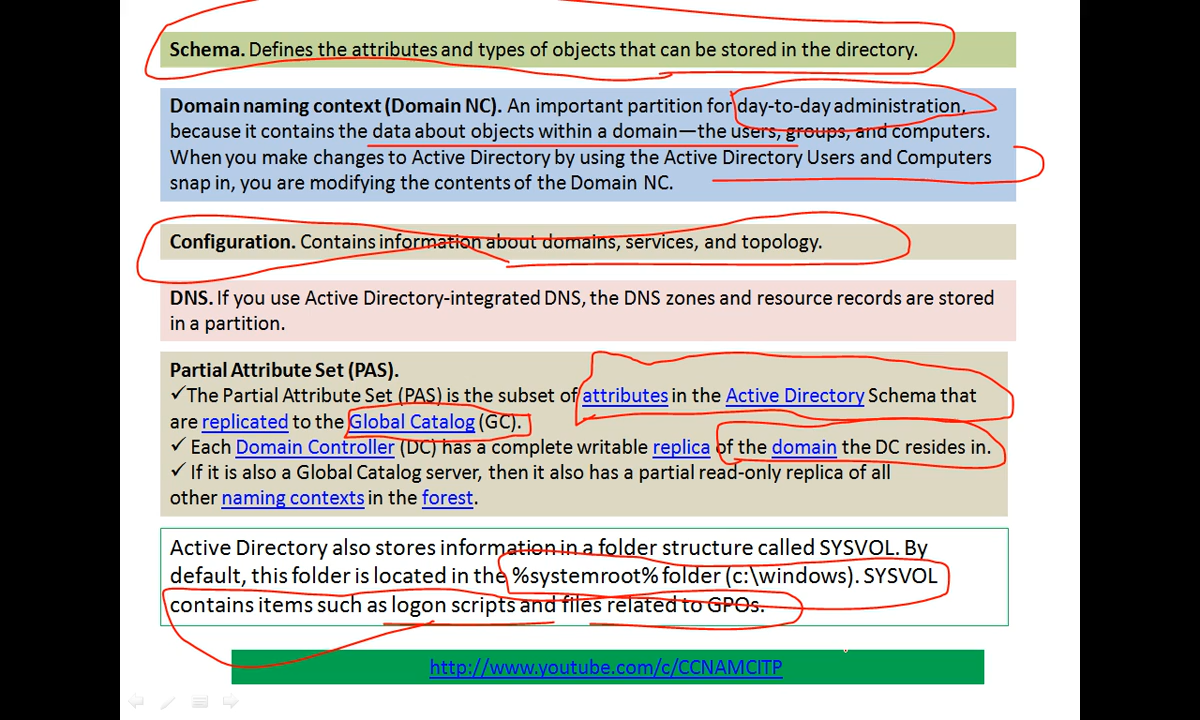 Schema. Defines the attributes and types of objects that can be stored in the directory.
Domain naming context (Domain NC). An important partition for day-to-day administration,
because it contains the data about objects within a domain—the users, groups, and computers.
When you make changes to Active Directory by using the Active Directory Users and Computers
snap in, you are modifying the contents of the Domain NC.
Configuration. Contains information about domains, services, and topology.
DNS. If you use Active Directory-integrated DNS, the DNS zones and resource records are stored
in a partition.
Partial Attribute Set (PAS).
✓The Partial Attribute Set (PAS) is the subset of attributes in the Active Directory Schema that
are replicated to the Global Catalog (GC).
✓ Each Domain Controller (DC) has a complete writable replica of the domain the DC resides in.
✓ If it is also a Global Catalog server, then it also has a partial read-only replica of all
other naming contexts in the forest.
Active Directory also stores information in a folder structure called SYSVOL. By
default, this folder is located in the %systemroot% folder (c:\windows). SYSVOL
contains items such as logon scripts and files related to GPOs.
http://www.youtube.com/c/CCNAMCITP